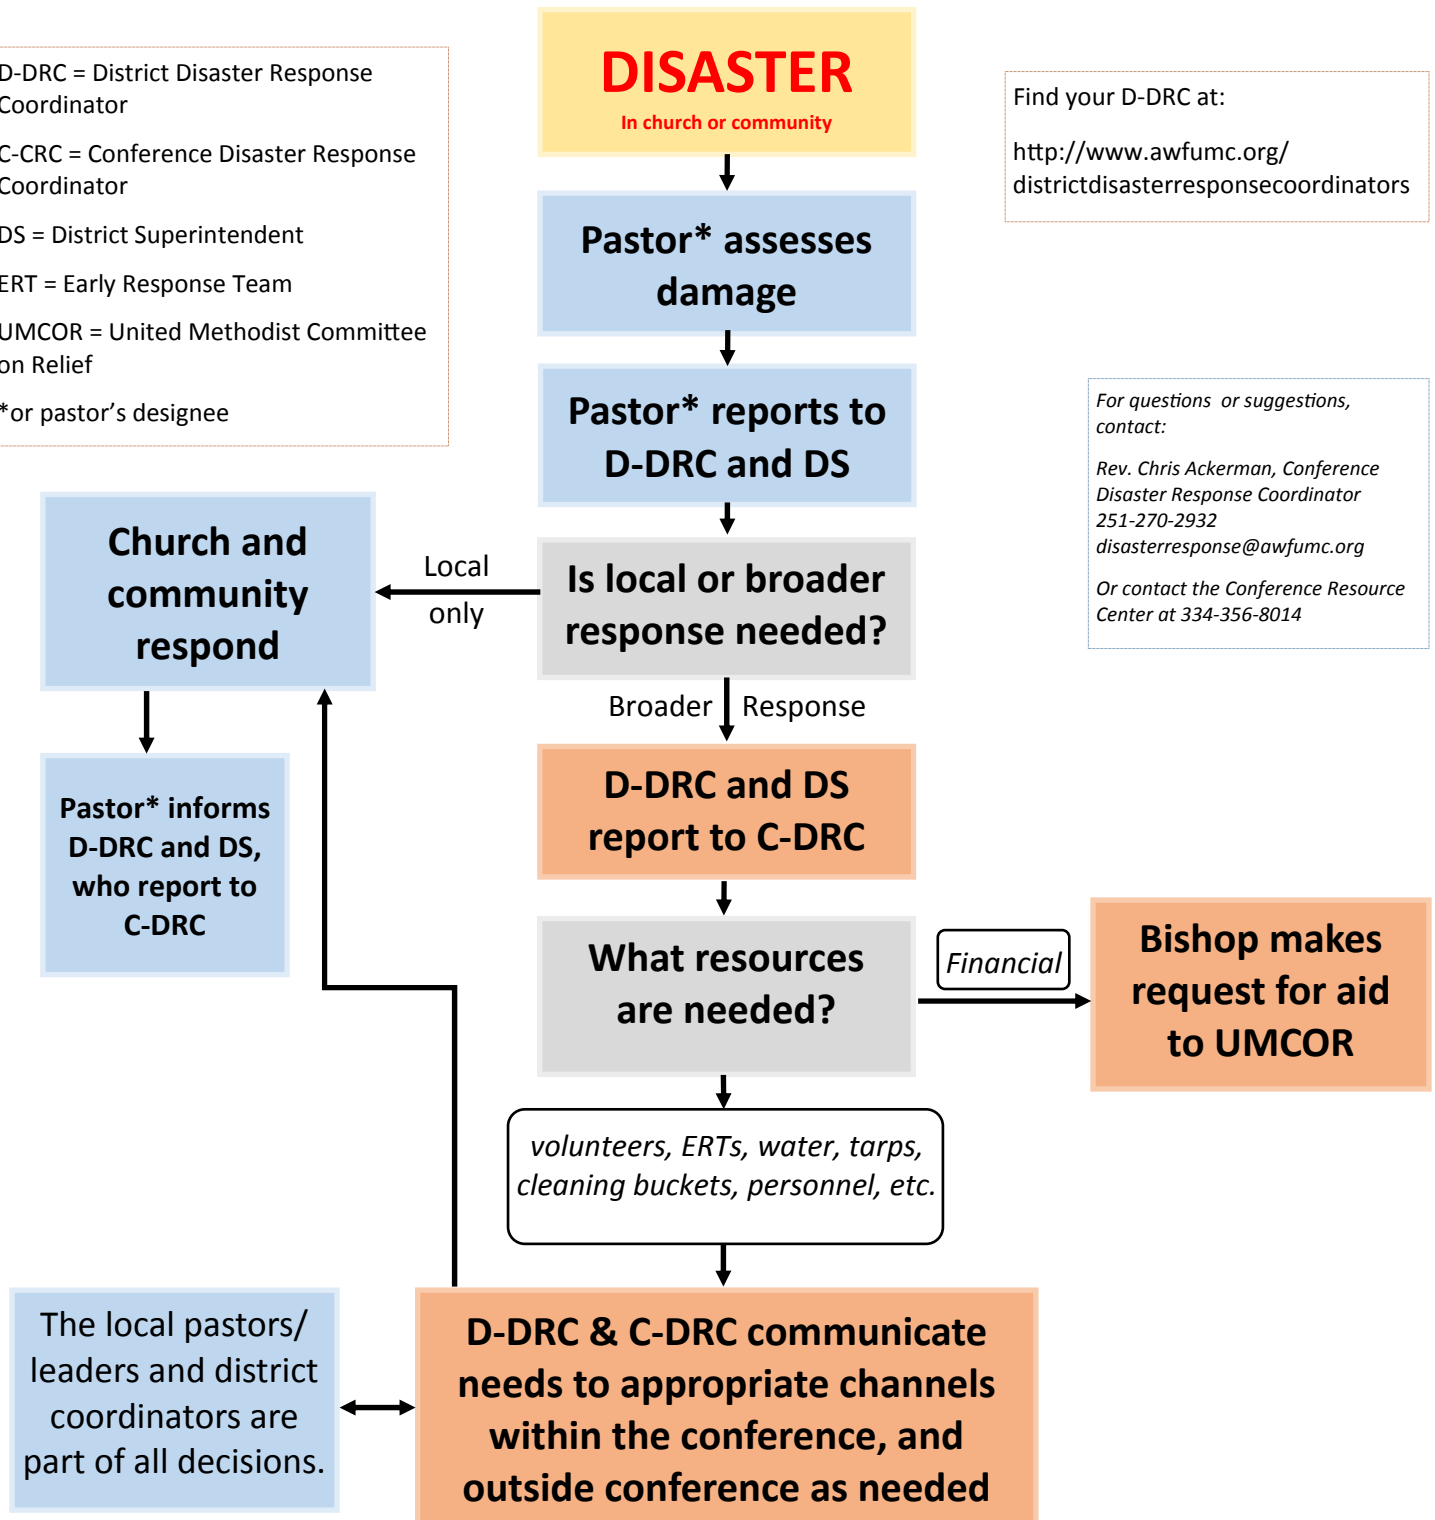 DISASTER
In church or community
D-DRC = District Disaster Response
Coordinator
C-CRC = Conference Disaster Response
Coordinator
DS = District Superintendent
ERT = Early Response Team
UMCOR = United Methodist Committee
on Relief
*or pastor's designee
Find your D-DRC at:
http://www.awfumc.org/
districtdisasterresponsecoordinators
Pastor* assesses
damage
Pastor* reports to
D-DRC and DS
For questions or suggestions,
contact:
Rev. Chris Ackerman, Conference
Disaster Response Coordinator
251-270-2932
disasterresponse@awfumc.org
Or contact the Conference Resource
Center at 334-356-8014
Is local or broader
response needed?
Local
only
Church and
community
respond
Pastor* informs
D-DRC and DS,
who report to
C-DRC
Broader Response
D-DRC and DS
report to C-DRC
What resources
are needed?
Financial
Bishop makes
request for aid
to UMCOR
volunteers, ERTs, water, tarps,
cleaning buckets, personnel, etc.
D-DRC & C-DRC communicate
needs to appropriate channels
within the conference, and
outside conference as needed
The local pastors/
leaders and district
coordinators are
part of all decisions.